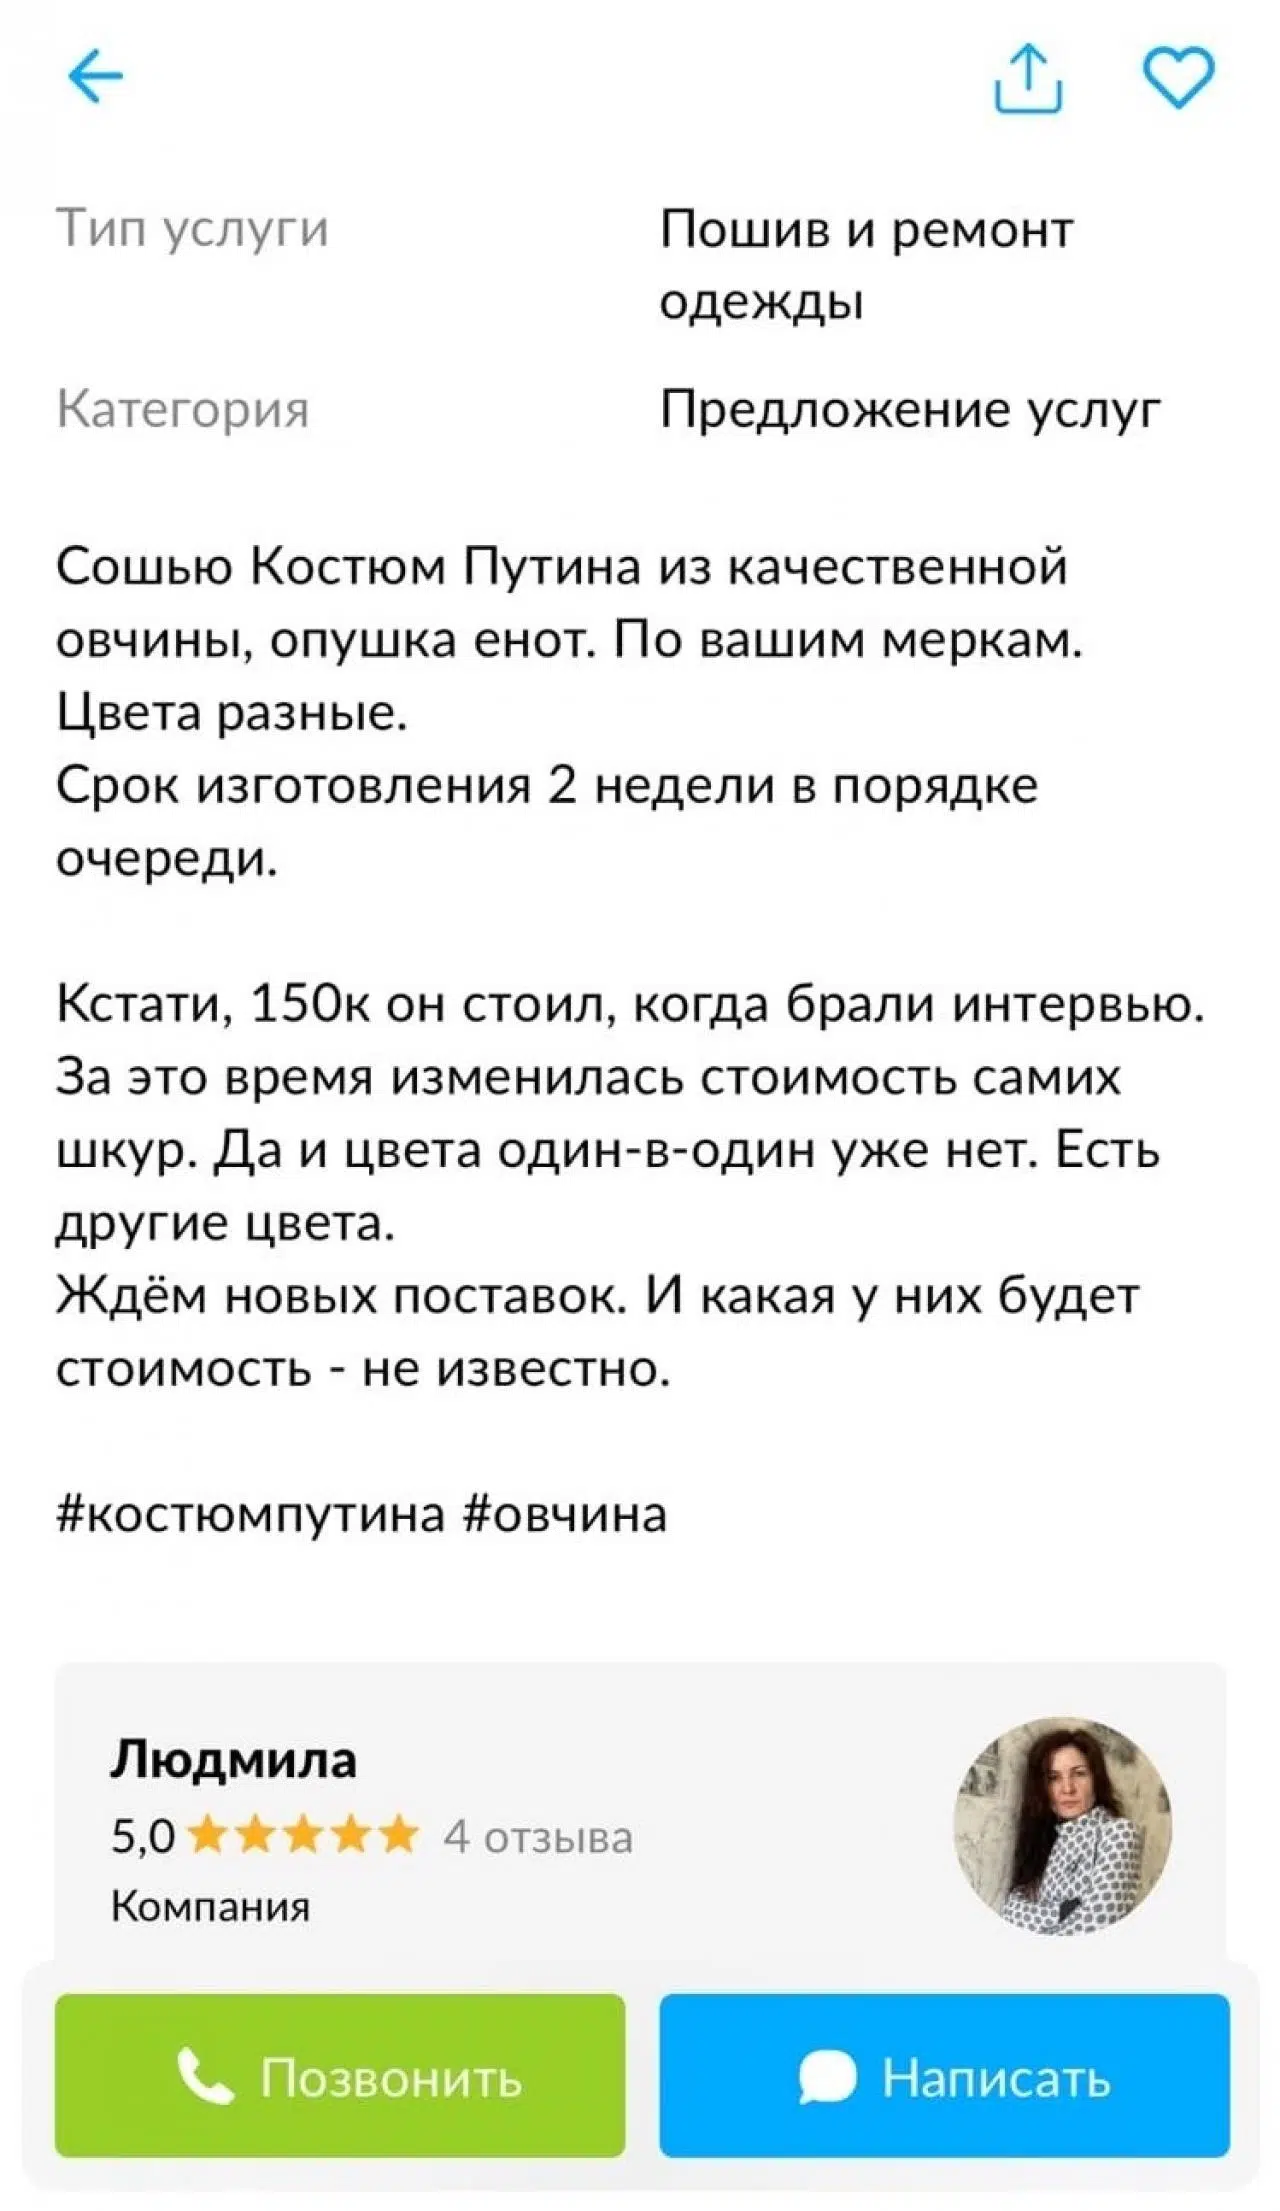 Тип услуги
Пошив и ремонт
одежды
Категория
Предложение услуг
Сошью Костюм Путина из качественной
овчины, опушка енот. По вашим меркам.
Цвета разные.
Срок изготовления 2 недели в порядке
очереди.
Кстати, 150к он стоил, когда брали интервью.
За это время изменилась стоимость самих
шкур. Да и цвета один-в-один уже нет. Есть
другие цвета.
Ждём новых поставок. И какая у них будет
стоимость - не известно.
#костюмпутина #овчина
Людмила
5,0 4 отзыва
Компания
Позвонить
Написать